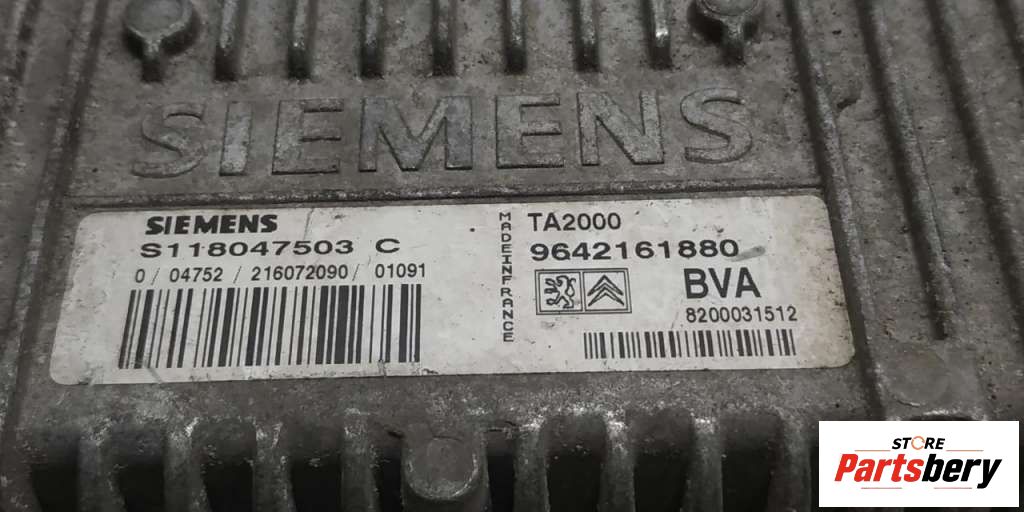 SIEMENS
SIEMENS
S118047503 C
0/ 04752 / 216072090/ 01091
MADE IN FRANCE
TA2000
9642161880
BVA
8200031512
STORE
Partsbery